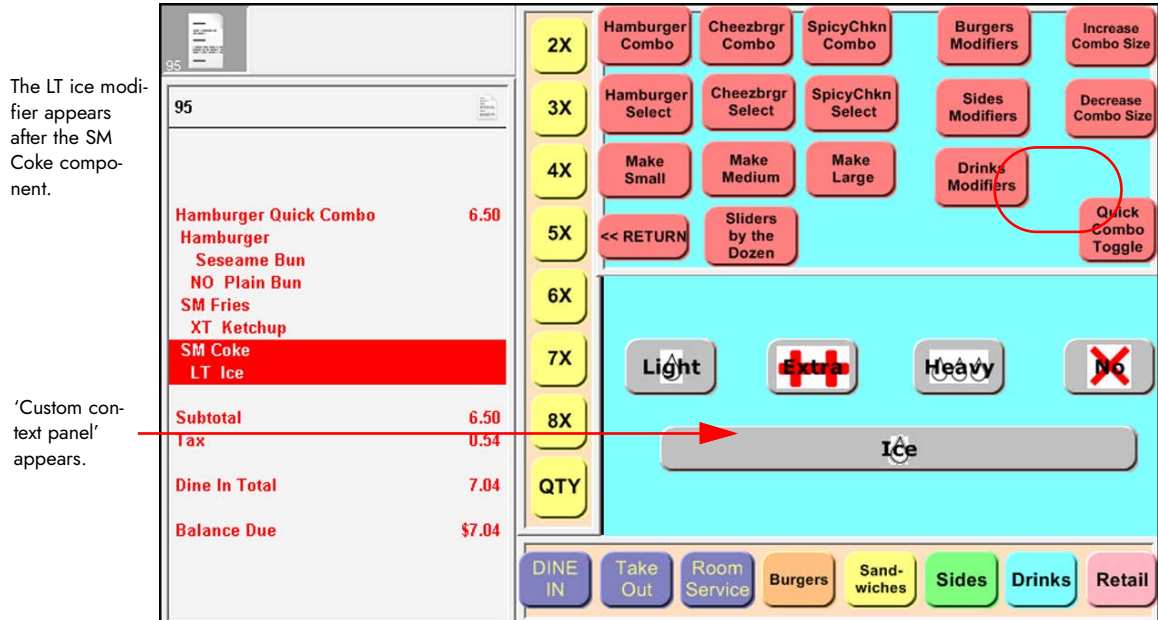 The LT ice modi-
fier appears
after the SM
Coke compo-
nent.
'Custom con-
text panel'
appears.
95
95
Hamburger Quick Combo 6.50
Hamburger
Seseame Bun
NO Plain Bun
SM Fries
XT Ketchup
SM Coke
LT Ice
Subtotal 6.50
Tax 0.54
Dine In Total 7.04
Balance Due $7.04
2X
3X
4X
5X
6X
7X
8X
QTY
Hamburger
Combo
Cheezbrgr
Combo
SpicyChkn
Combo
Burgers
Modifiers
Increase
Combo Size
Hamburger
Select
Cheezbrgr
Select
SpicyChkn
Select
Sides
Modifiers
Decrease
Combo Size
Make
Small
Make
Medium
Make
Large
Drinks
Modifiers
<< RETURN
Sliders
by the
Dozen
Quick
Combo
Toggle
Light
Extra
Heavy
No
Ice
DINE
IN
Take
Out
Room
Service
Burgers
Sand-
wiches
Sides
Drinks
Retail